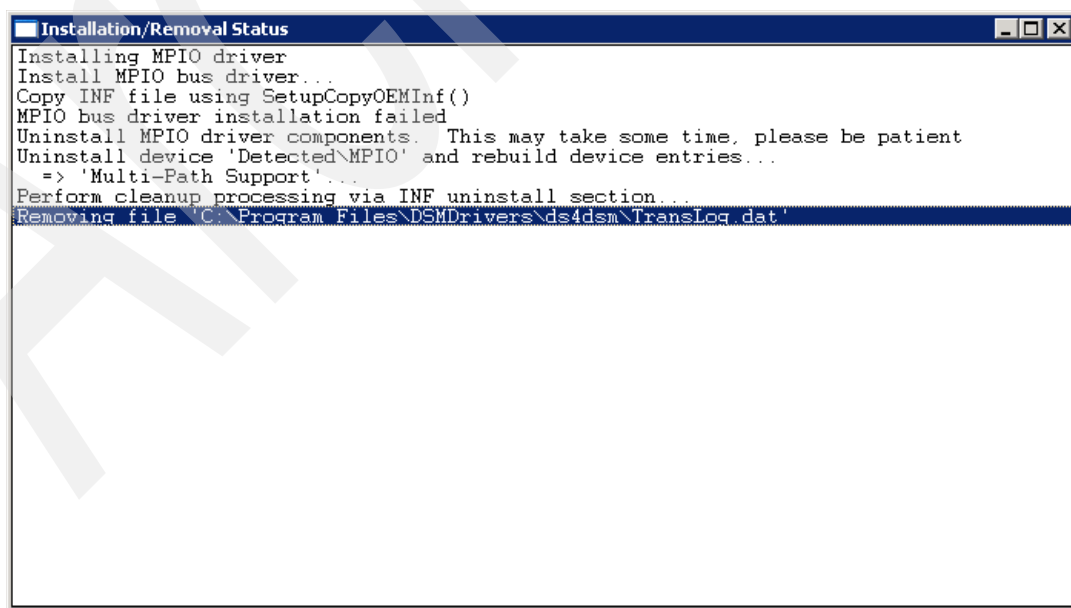 Installation/Removal Status
Installing MPIO driver
Install MPIO bus driver...
Copy INF file using SetupCopyOEMInf()
MPIO bus driver installation failed
Uninstall MPIO driver components.  This may take some time, please be patient
Uninstall device 'Detected\MPIO' and rebuild device entries...
  => 'Multi-Path Support'...
Perform cleanup processing via INF uninstall section...
Removing file 'C:\Program Files\DSMDrivers\ds4dsm\TransLog.dat'